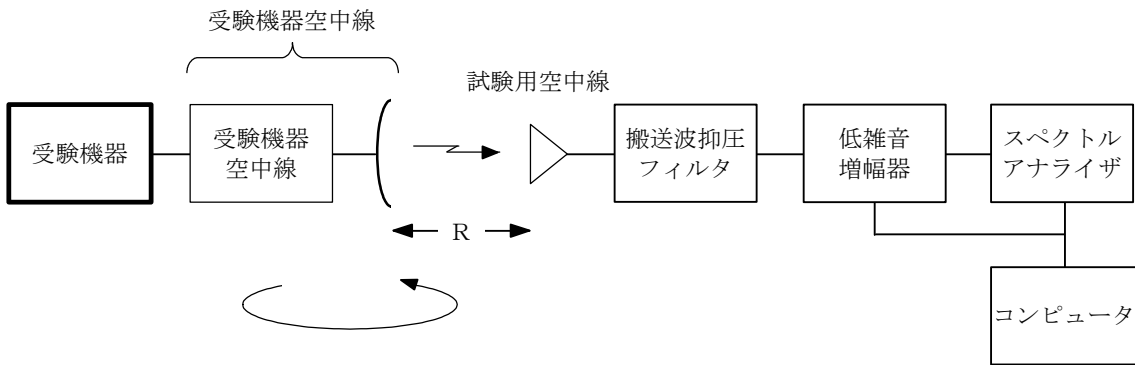 受験機器空中線
試験用空中線
受験機器
受験機器
空中線
搬送波抑圧
フィルタ
低雑音
増幅器
スペクトル
アナライザ
R
コンピュータ